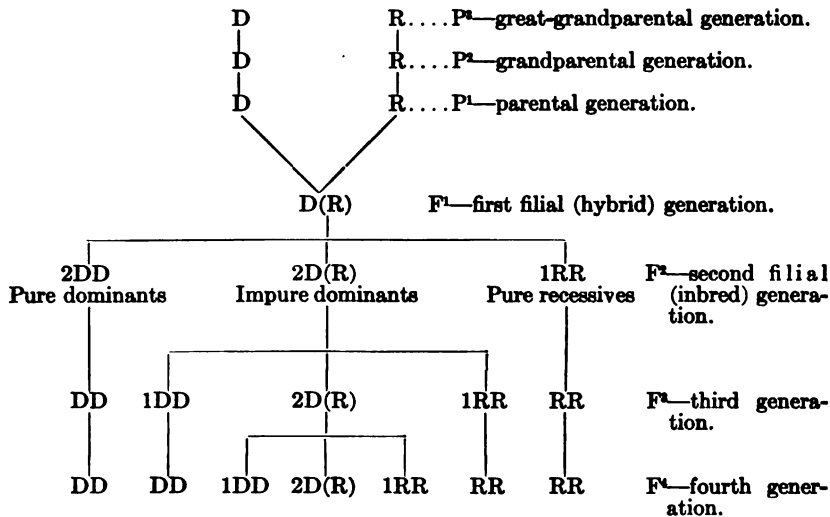 D R....P³—great-grandparental generation.
D R....P²—grandparental generation.
D R....P¹—parental generation.
D(R) F¹—first filial (hybrid) generation.
2DD 2D(R) 1RR F²—second filial
Pure dominants Impure dominants Pure recessives (inbred) genera-
tion.
DD 1DD 2D(R) 1RR RR F³—third genera-
tion.
DD DD 1DD 2D(R) 1RR RR RR F⁴—fourth gener-
ation.